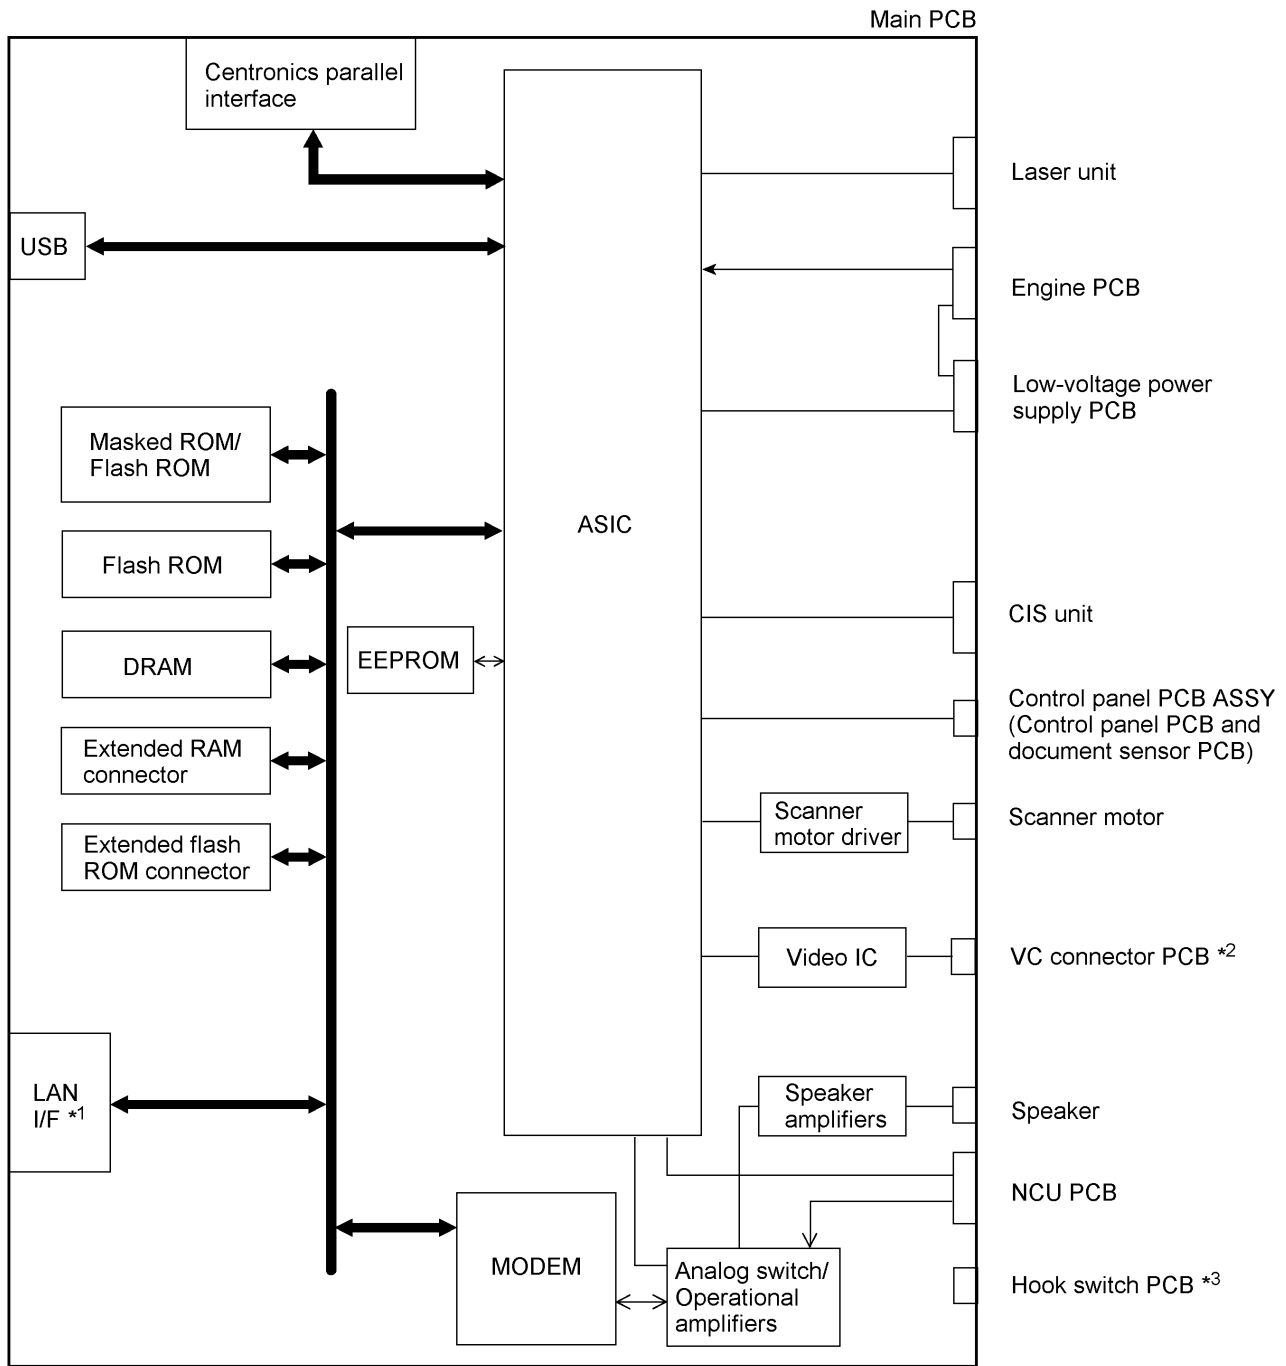 Main PCB
Centronics parallel
interface
Laser unit
USB
Engine PCB
Low-voltage power
supply PCB
Masked ROM/
Flash ROM
ASIC
Flash ROM
CIS unit
EEPROM
DRAM
Control panel PCB ASSY
(Control panel PCB and
document sensor PCB)
Extended RAM
connector
Scanner
motor driver
Scanner motor
Extended flash
ROM connector
Video IC
VC connector PCB *2
LAN
I/F *1
Speaker
amplifiers
Speaker
NCU PCB
MODEM
Analog switch/
Operational
amplifiers
Hook switch PCB *3